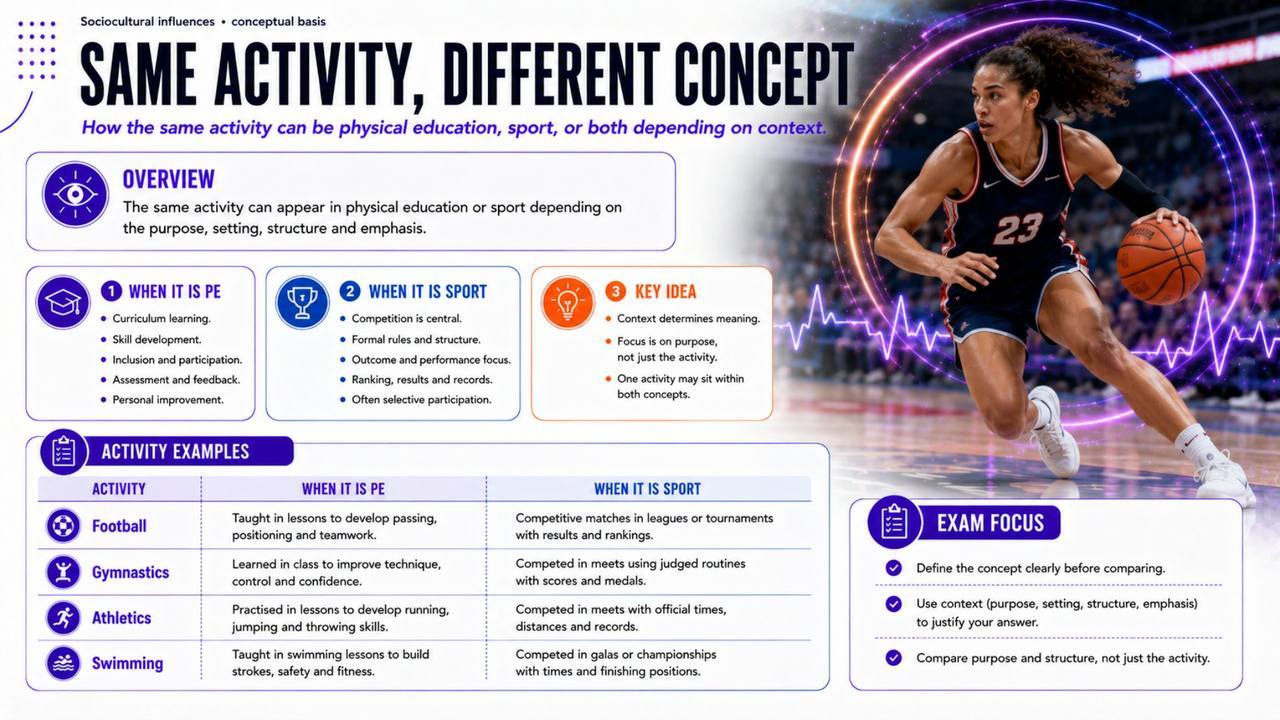 Sociocultural influences • conceptual basis
SAME ACTIVITY, DIFFERENT CONCEPT
How the same activity can be physical education, sport, or both depending on context.
OVERVIEW
The same activity can appear in physical education or sport depending on
the purpose, setting, structure and emphasis.
1 WHEN IT IS PE
• Curriculum learning.
• Skill development.
• Inclusion and participation.
• Assessment and feedback.
• Personal improvement.
2 WHEN IT IS SPORT
• Competition is central.
• Formal rules and structure.
• Outcome and performance focus.
• Ranking, results and records.
• Often selective participation.
3 KEY IDEA
• Context determines meaning.
• Focus is on purpose,
not just the activity.
• One activity may sit within
both concepts.
23
ACTIVITY EXAMPLES
ACTIVITY WHEN IT IS PE WHEN IT IS SPORT
Football
Taught in lessons to develop passing,
positioning and teamwork.
Competitive matches in leagues or tournaments
with results and rankings.
Gymnastics
Learned in class to improve technique,
control and confidence.
Competed in meets using judged routines
with scores and medals.
Athletics
Practised in lessons to develop running,
jumping and throwing skills.
Competed in meets with official times,
distances and records.
Swimming
Taught in swimming lessons to build
strokes, safety and fitness.
Competed in galas or championships
with times and finishing positions.
EXAM FOCUS
Define the concept clearly before comparing.
Use context (purpose, setting, structure, emphasis)
to justify your answer.
Compare purpose and structure, not just the activity.